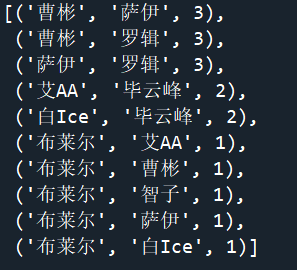 [('曹彬', '萨伊', 3),
('曹彬', '罗辑', 3),
('萨伊', '罗辑', 3),
('艾AA', '毕云峰', 2),
('白Ice', '毕云峰', 2),
('布莱尔', '艾AA', 1),
('布莱尔', '曹彬', 1),
('布莱尔', '智子', 1),
('布莱尔', '萨伊', 1),
('布莱尔', '白Ice', 1)]